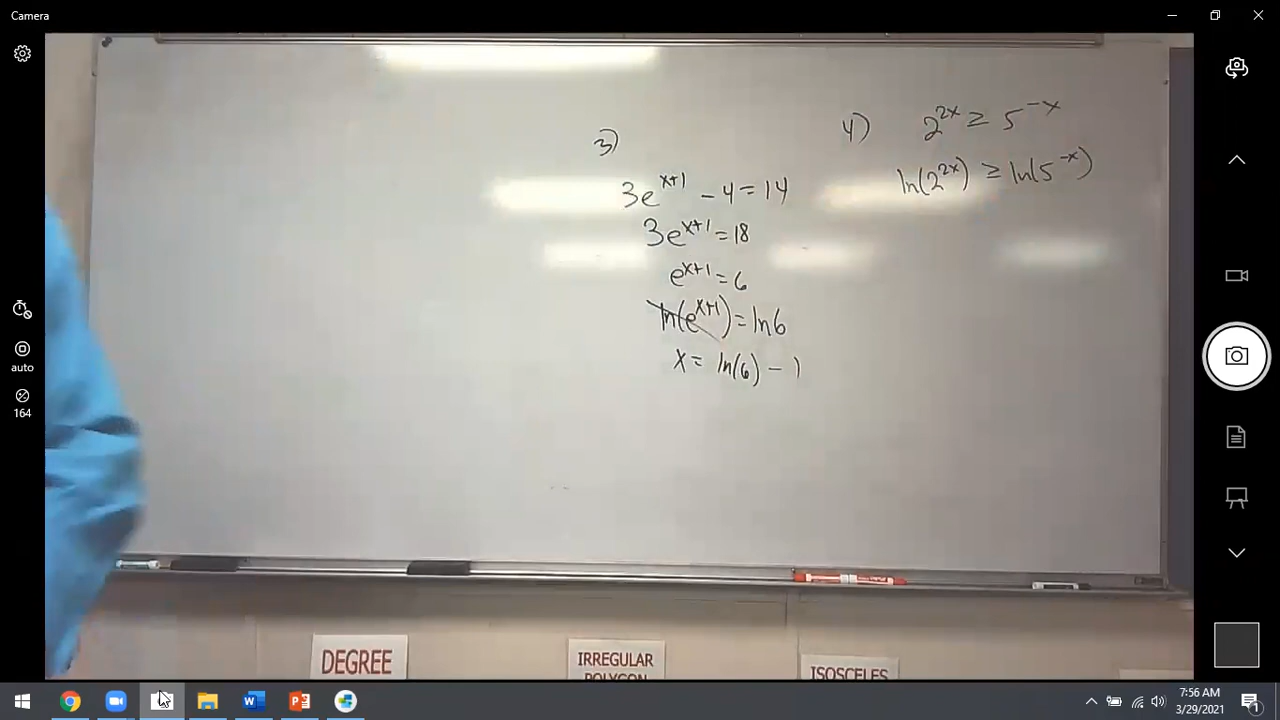 Camera
3)
3e^{x+1} - 4 = 14
3e^{x+1} = 18
e^{x+1} = 6
ln(e^{x+1}) = ln6
x = ln(6) - 1
4) 2^{2x} ≥ 5^{-x}
ln(2^{2x}) ≥ ln(5^{-x})
auto
164
DEGREE
IRREGULAR
POLYGON
ISOSCELES
7:56 AM
3/29/2021